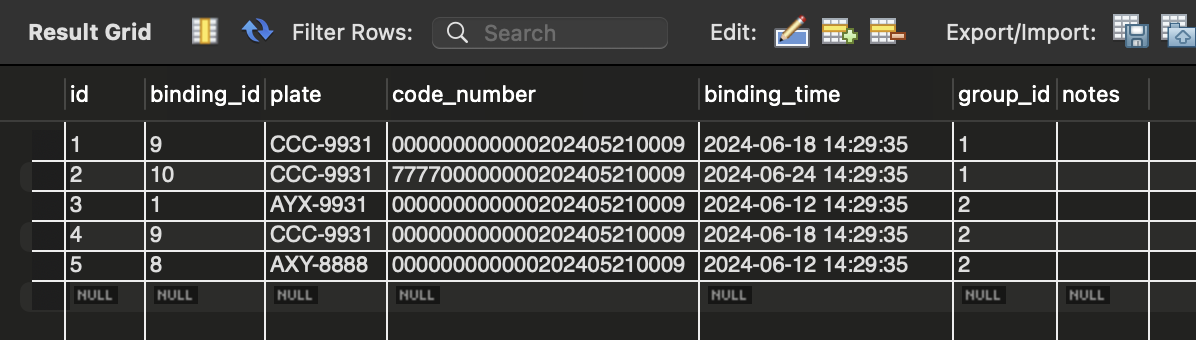 Result Grid Filter Rows: Search Edit: Export/Import:
id binding_id plate code_number binding_time group_id notes
1 9 CCC-9931 000000000000202405210009 2024-06-18 14:29:35 1
2 10 CCC-9931 777700000000202405210009 2024-06-24 14:29:35 1
3 1 AYX-9931 000000000000202405210009 2024-06-12 14:29:35 2
4 9 CCC-9931 000000000000202405210009 2024-06-18 14:29:35 2
5 8 AXY-8888 000000000000202405210009 2024-06-12 14:29:35 2
NULL NULL NULL NULL NULL NULL NULL